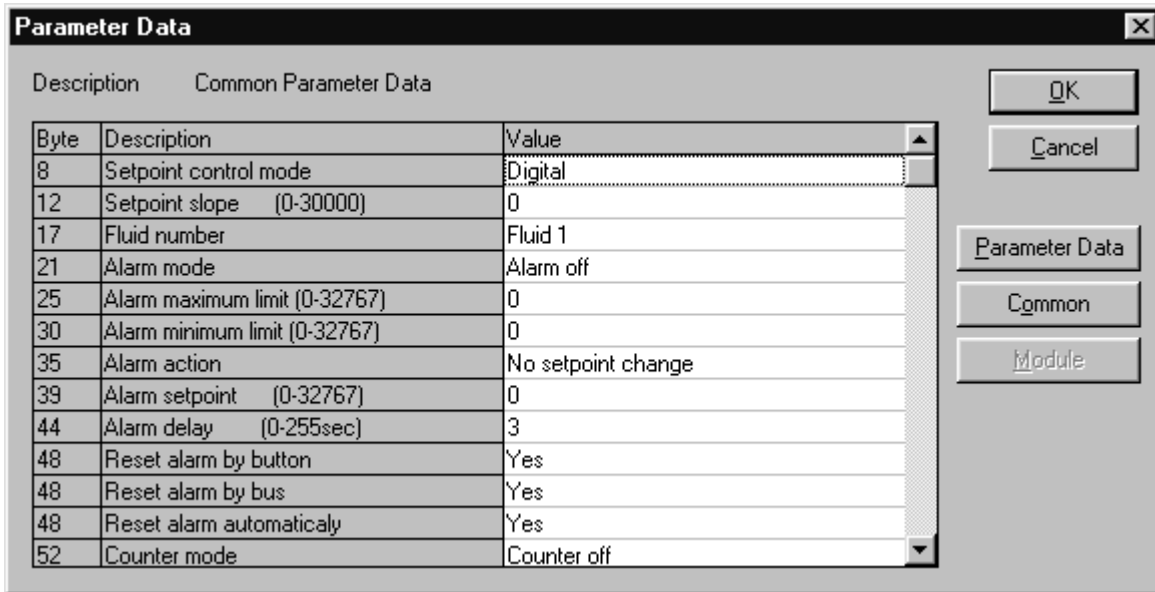 Parameter Data
Description Common Parameter Data
OK
Cancel
Parameter Data
Common
Module
Byte Description Value
8 Setpoint control mode Digital
12 Setpoint slope (0-30000) 0
17 Fluid number Fluid 1
21 Alarm mode Alarm off
25 Alarm maximum limit (0-32767) 0
30 Alarm minimum limit (0-32767) 0
35 Alarm action No setpoint change
39 Alarm setpoint (0-32767) 0
44 Alarm delay (0-255sec) 3
48 Reset alarm by button Yes
48 Reset alarm by bus Yes
48 Reset alarm automaticaly Yes
52 Counter mode Counter off